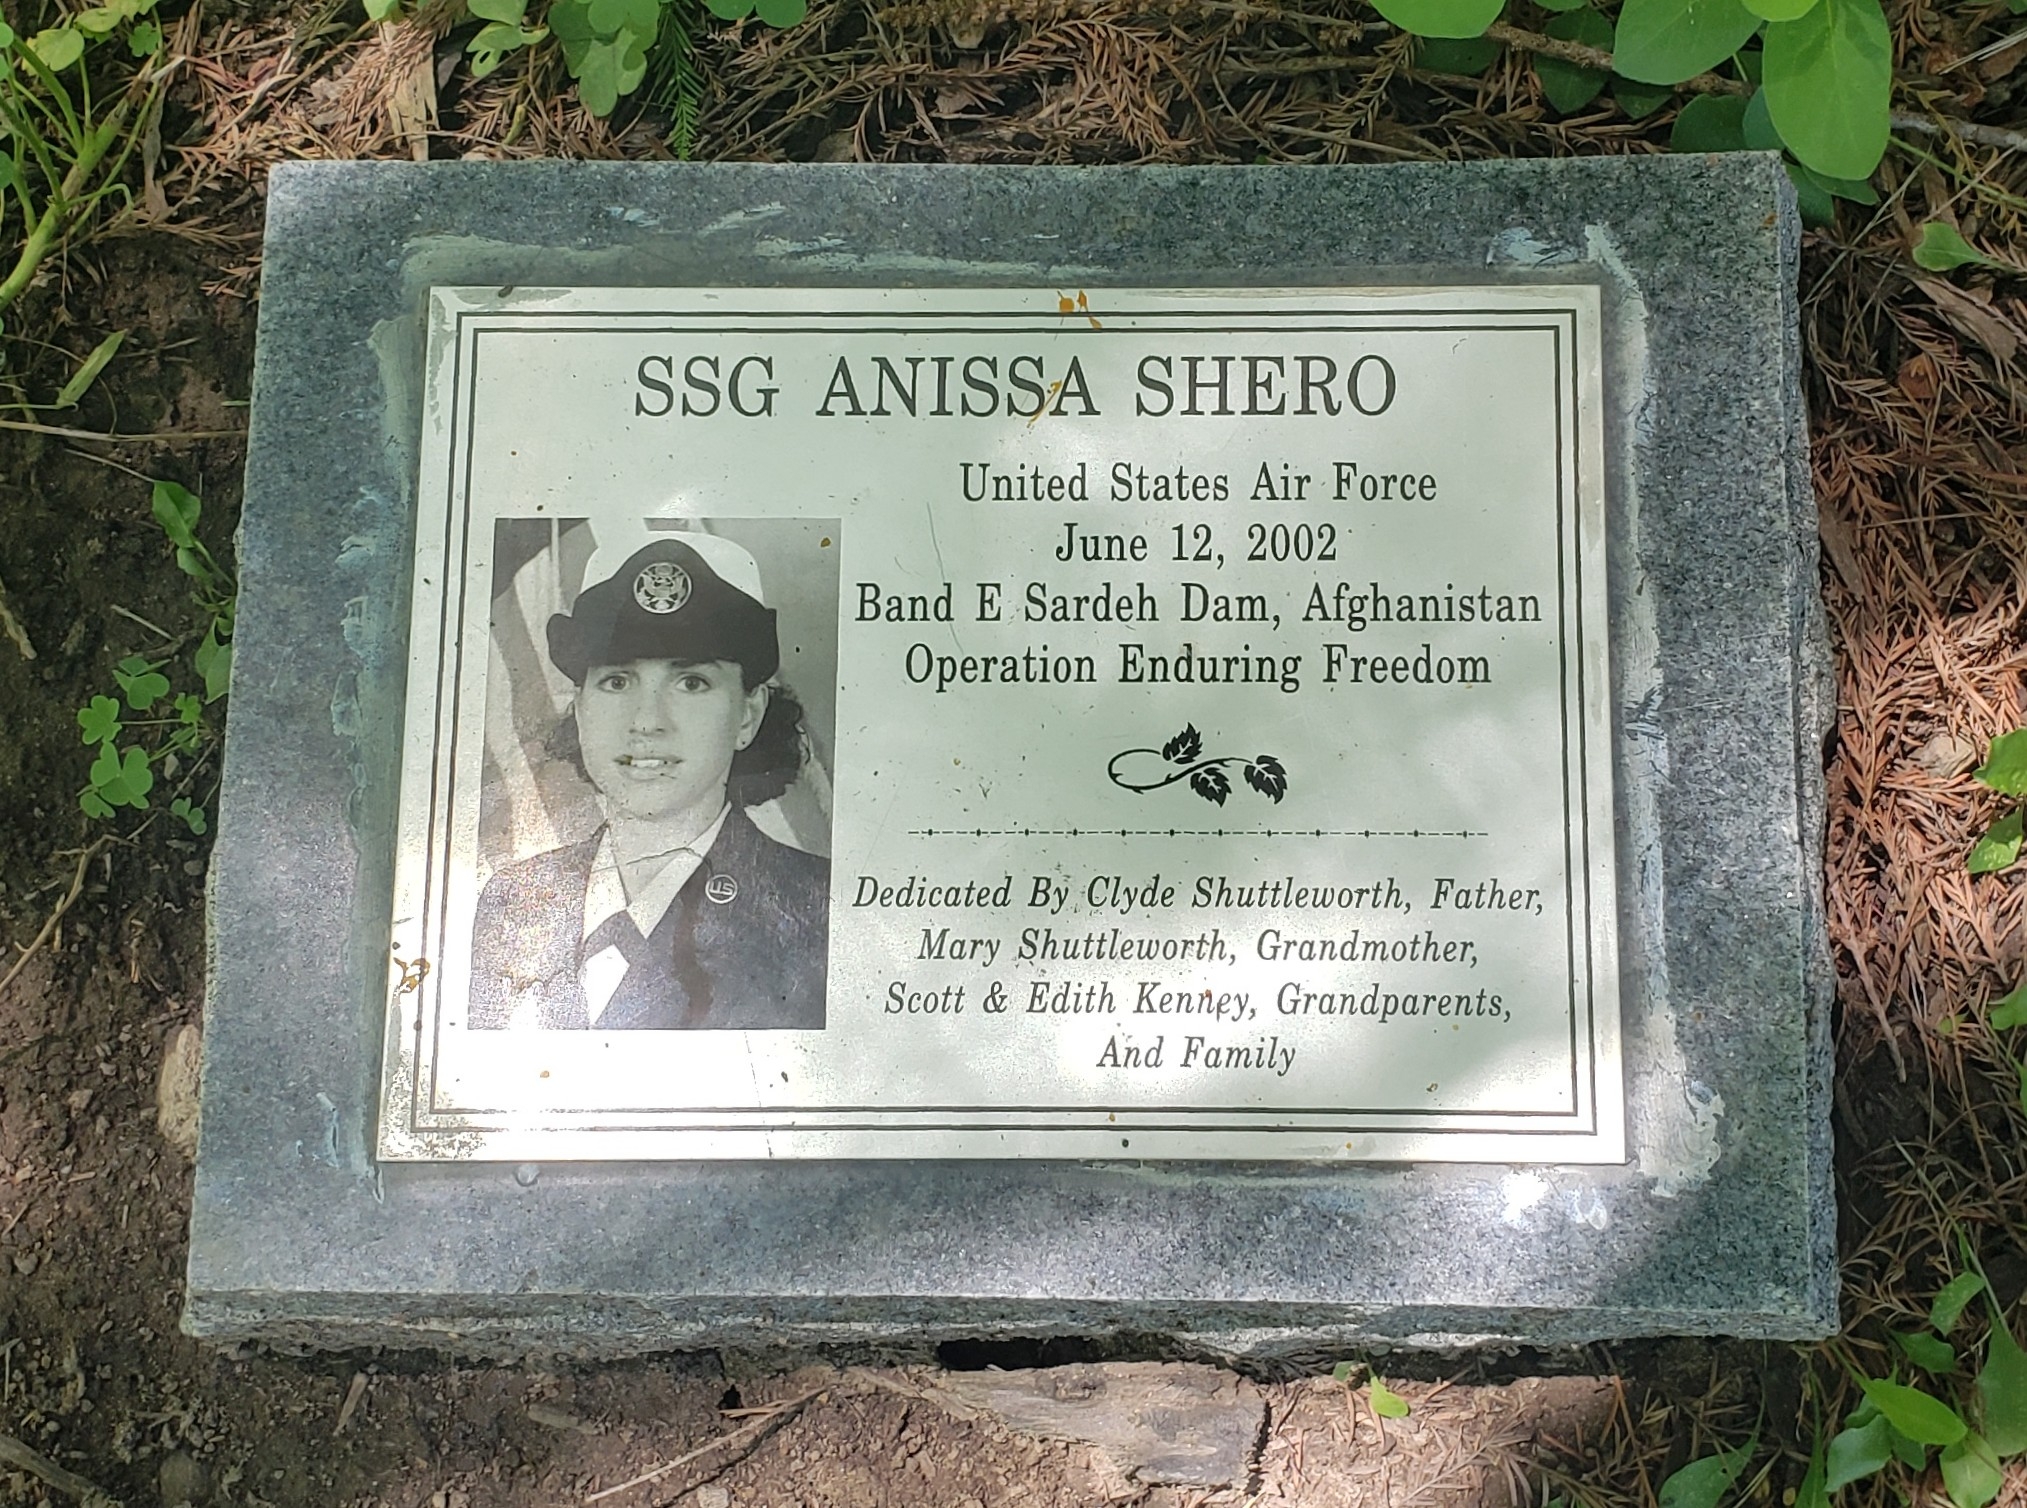 SSG ANISSA SHERO
United States Air Force
June 12, 2002
Band E Sardeh Dam, Afghanistan
Operation Enduring Freedom
US
Dedicated By Clyde Shuttleworth, Father,
Mary Shuttleworth, Grandmother,
Scott & Edith Kenney, Grandparents,
And Family